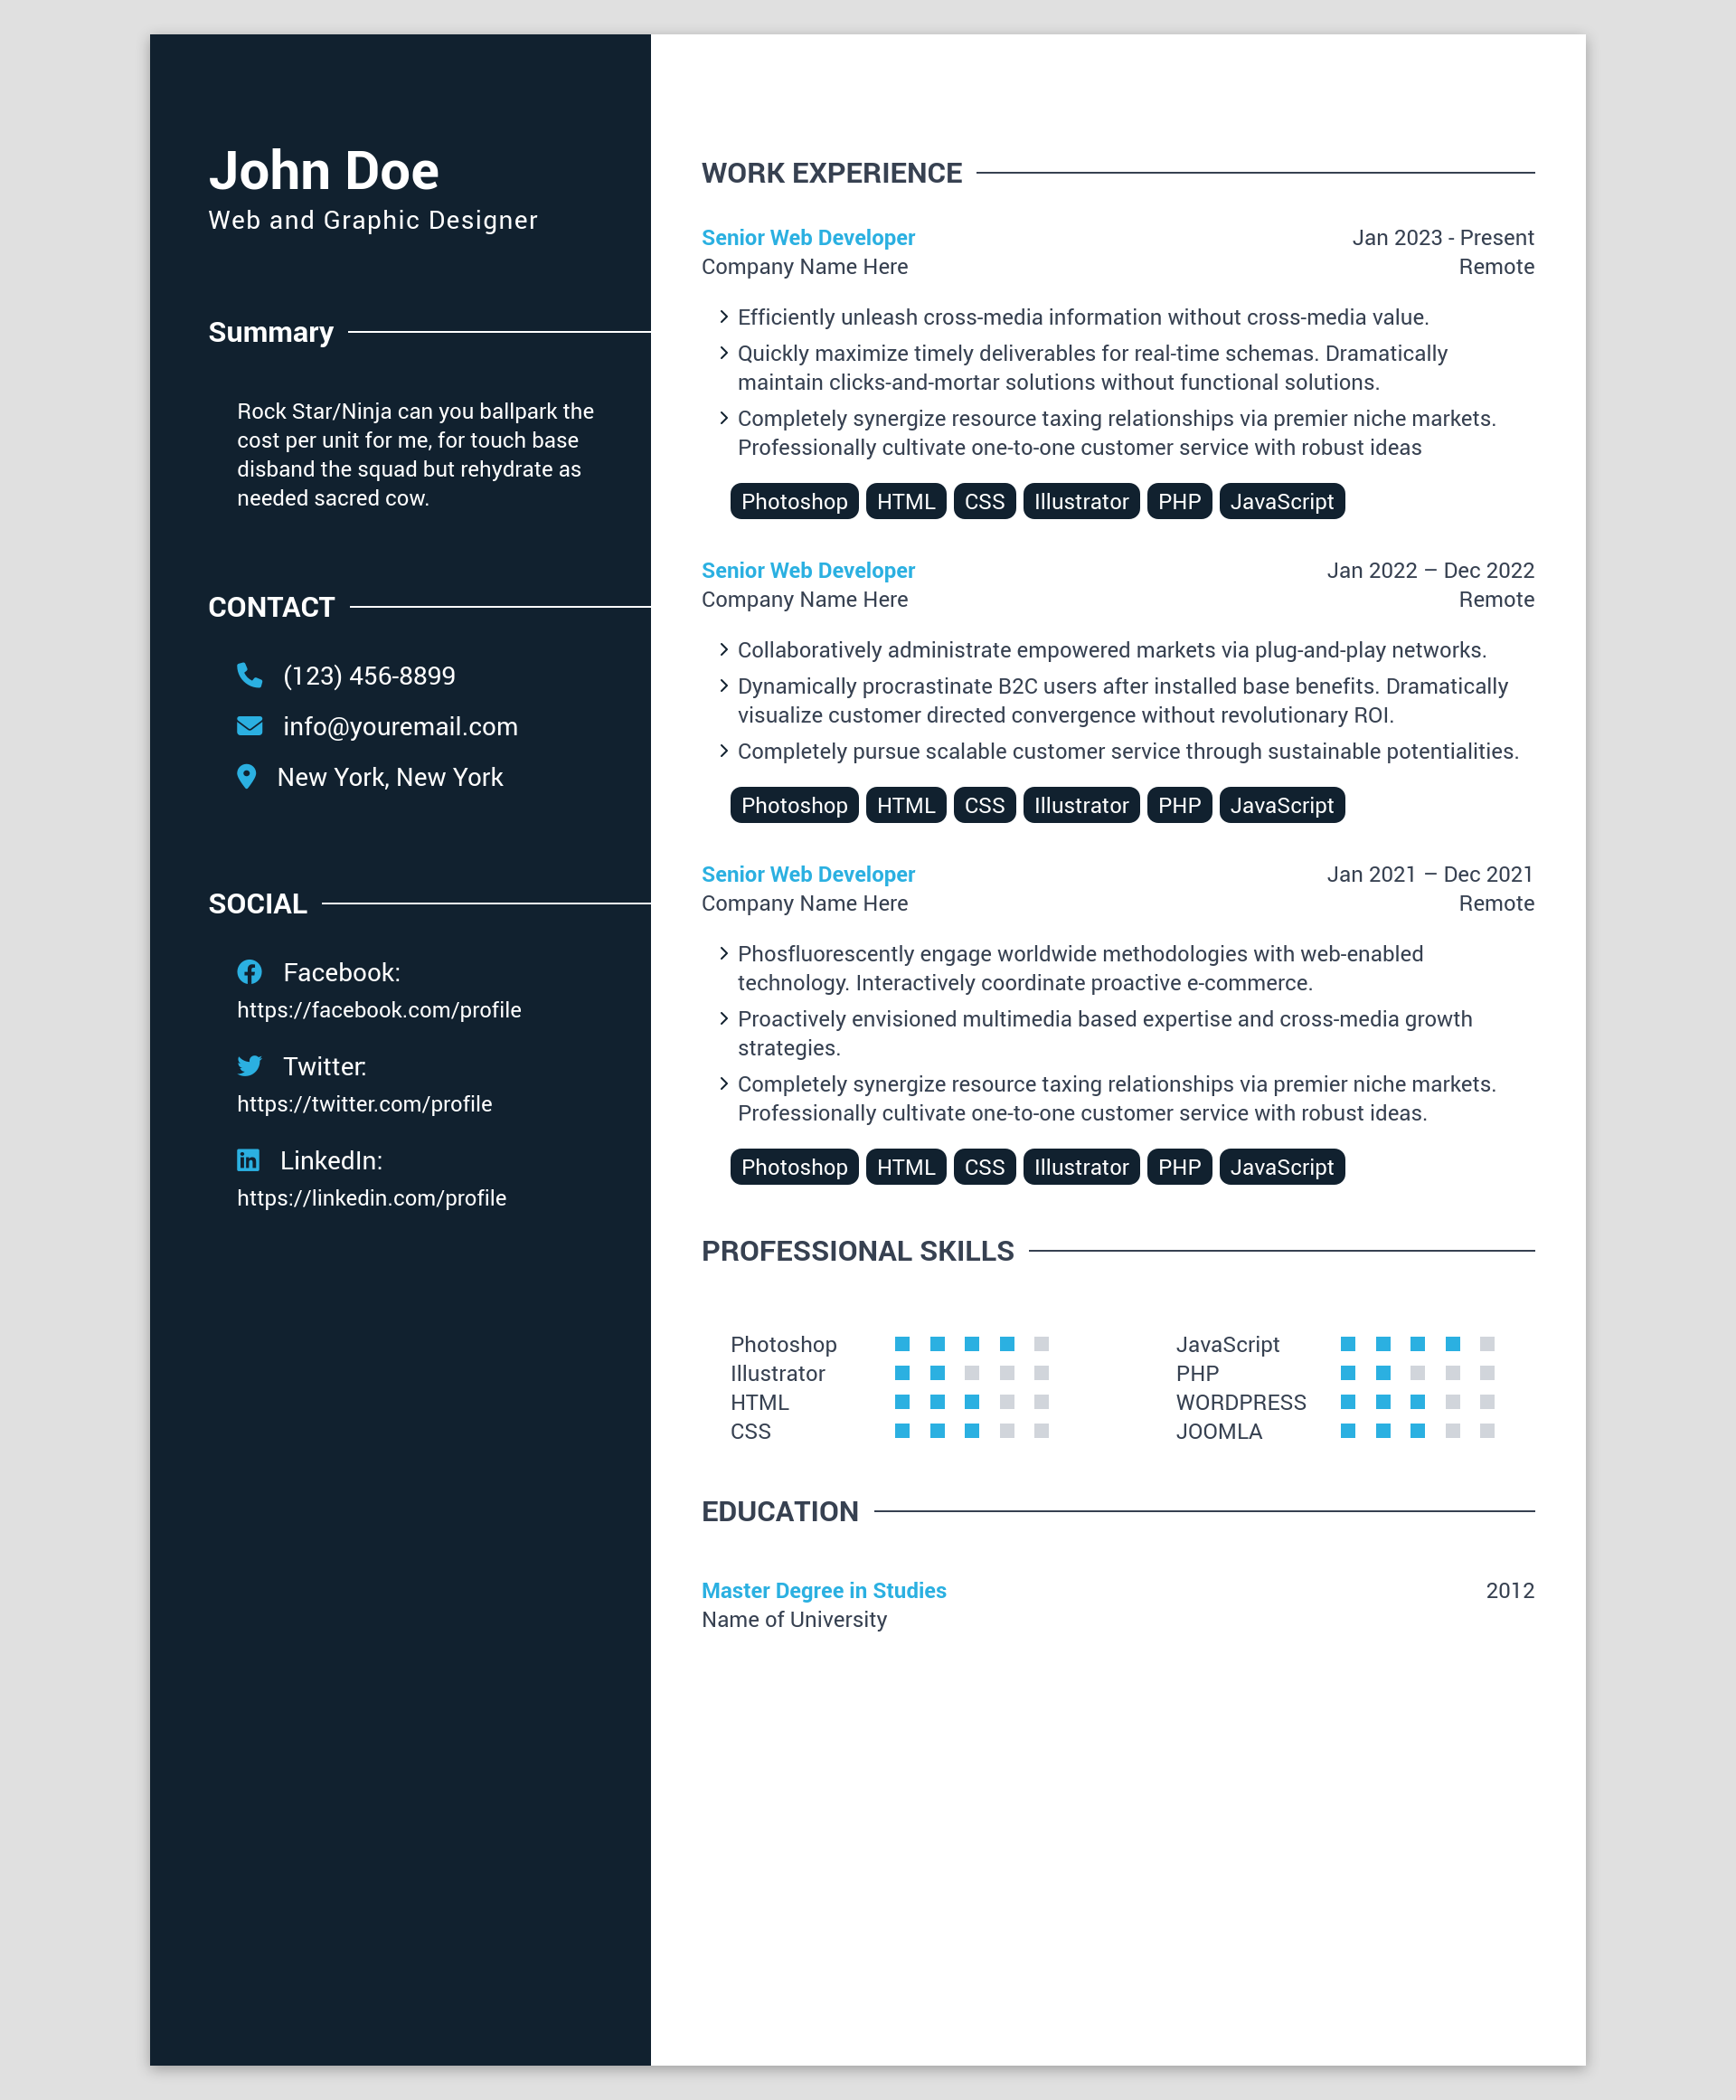 John Doe
Web and Graphic Designer
Summary
Rock Star/Ninja can you ballpark the
cost per unit for me, for touch base
disband the squad but rehydrate as
needed sacred cow.
CONTACT
(123) 456-8899
info@youremail.com
New York, New York
SOCIAL
Facebook:
https://facebook.com/profile
Twitter:
https://twitter.com/profile
LinkedIn:
https://linkedin.com/profile
WORK EXPERIENCE
Senior Web Developer Jan 2023 - Present
Company Name Here Remote
Efficiently unleash cross-media information without cross-media value.
Quickly maximize timely deliverables for real-time schemas. Dramatically
maintain clicks-and-mortar solutions without functional solutions.
Completely synergize resource taxing relationships via premier niche markets.
Professionally cultivate one-to-one customer service with robust ideas
Photoshop HTML CSS Illustrator PHP JavaScript
Senior Web Developer Jan 2022 – Dec 2022
Company Name Here Remote
Collaboratively administrate empowered markets via plug-and-play networks.
Dynamically procrastinate B2C users after installed base benefits. Dramatically
visualize customer directed convergence without revolutionary ROI.
Completely pursue scalable customer service through sustainable potentialities.
Photoshop HTML CSS Illustrator PHP JavaScript
Senior Web Developer Jan 2021 – Dec 2021
Company Name Here Remote
Phosfluorescently engage worldwide methodologies with web-enabled
technology. Interactively coordinate proactive e-commerce.
Proactively envisioned multimedia based expertise and cross-media growth
strategies.
Completely synergize resource taxing relationships via premier niche markets.
Professionally cultivate one-to-one customer service with robust ideas.
Photoshop HTML CSS Illustrator PHP JavaScript
PROFESSIONAL SKILLS
Photoshop JavaScript
Illustrator PHP
HTML WORDPRESS
CSS JOOMLA
EDUCATION
Master Degree in Studies 2012
Name of University